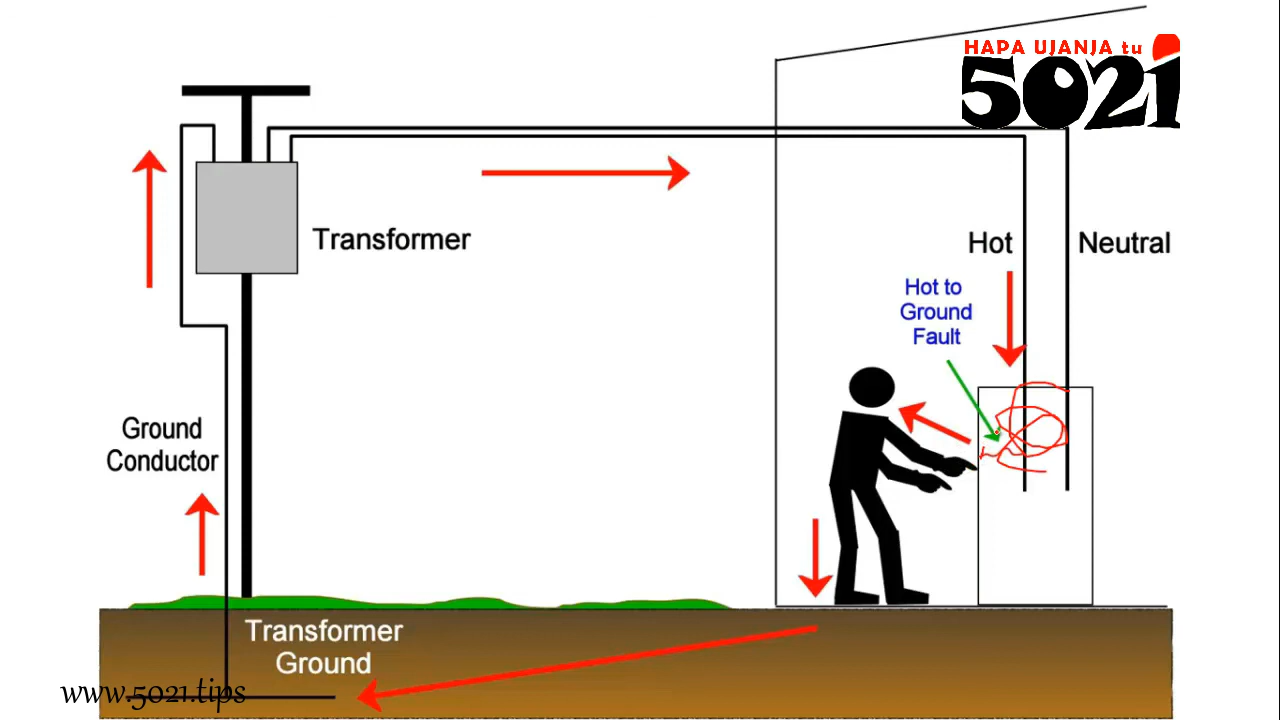 HAPA UJANJA tu
5021
Transformer
Hot
Neutral
Hot to
Ground
Fault
Ground
Conductor
Transformer
Ground
www.5021.tips